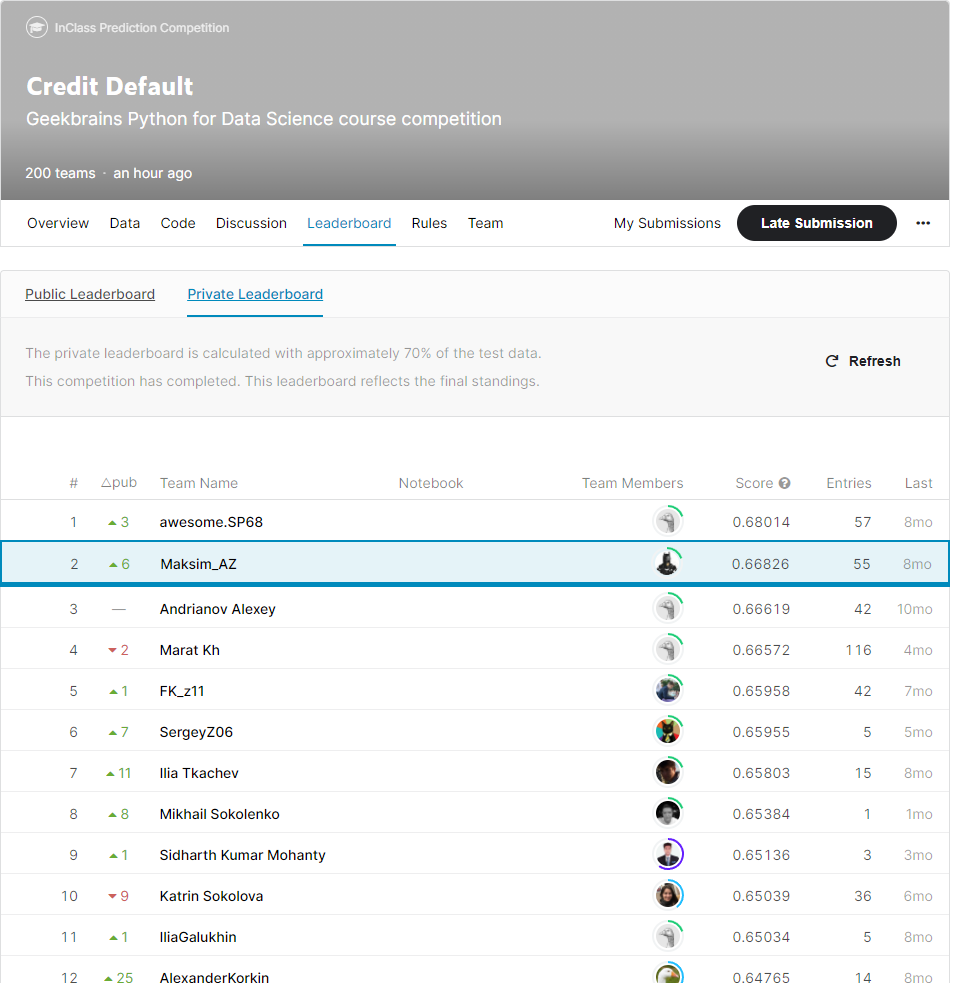 InClass Prediction Competition
Credit Default
Geekbrains Python for Data Science course competition
200 teams · an hour ago
Overview Data Code Discussion Leaderboard Rules Team My Submissions Late Submission •••
Public Leaderboard Private Leaderboard
The private leaderboard is calculated with approximately 70% of the test data.
This competition has completed. This leaderboard reflects the final standings.
Refresh
# △pub Team Name Notebook Team Members Score ? Entries Last
1 ▲ 3 awesome.SP68 0.68014 57 8mo
2 ▲ 6 Maksim_AZ 0.66826 55 8mo
3 — Andrianov Alexey 0.66619 42 10mo
4 ▼ 2 Marat Kh 0.66572 116 4mo
5 ▲ 1 FK_z11 0.65958 42 7mo
6 ▲ 7 SergeyZ06 0.65955 5 5mo
7 ▲ 11 Ilia Tkachev 0.65803 15 8mo
8 ▲ 8 Mikhail Sokolenko 0.65384 1 1mo
9 ▲ 1 Sidharth Kumar Mohanty 0.65136 3 3mo
10 ▼ 9 Katrin Sokolova 0.65039 36 6mo
11 ▲ 1 IliaGalukhin 0.65034 5 8mo
12 ▲ 25 AlexanderKorkin 0.64765 14 8mo